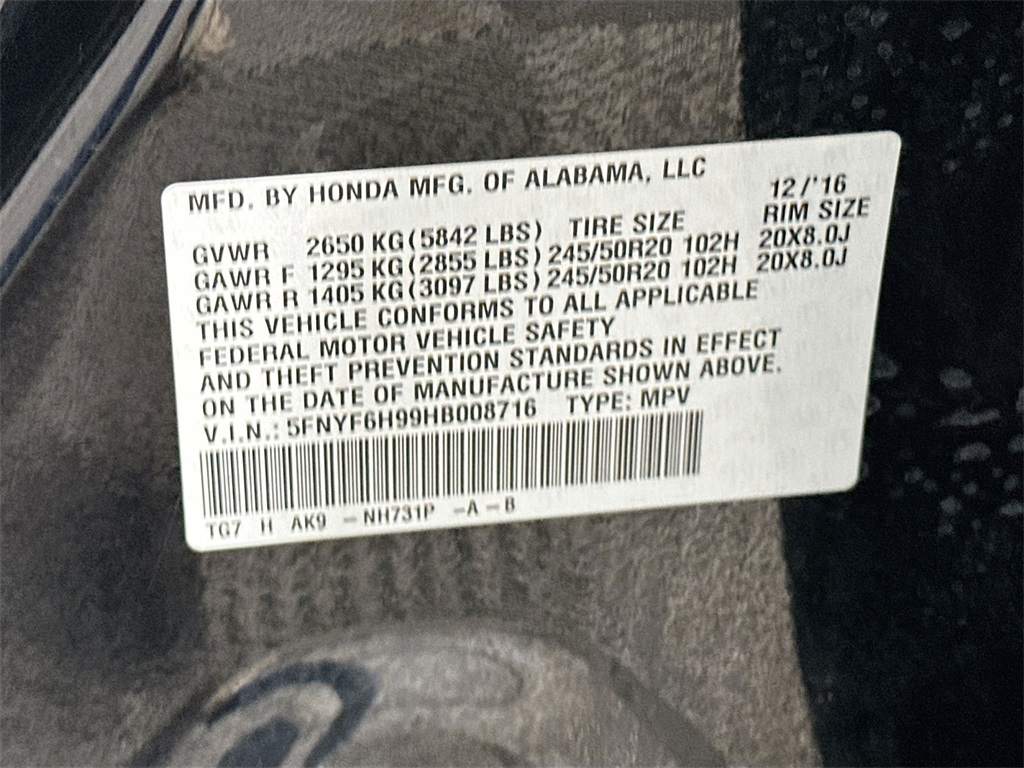 MFD. BY HONDA MFG. OF ALABAMA, LLC
12/'16
GVWR 2650 KG(5842 LBS) TIRE SIZE RIM SIZE
GAWR F 1295 KG(2855 LBS) 245/50R20 102H 20X8.0J
GAWR R 1405 KG(3097 LBS) 245/50R20 102H 20X8.0J
THIS VEHICLE CONFORMS TO ALL APPLICABLE
FEDERAL MOTOR VEHICLE SAFETY
AND THEFT PREVENTION STANDARDS IN EFFECT
ON THE DATE OF MANUFACTURE SHOWN ABOVE.
V.I.N.: 5FNYF6H99HB008716 TYPE: MPV
TG7 H AK9 -NH731P -A-B